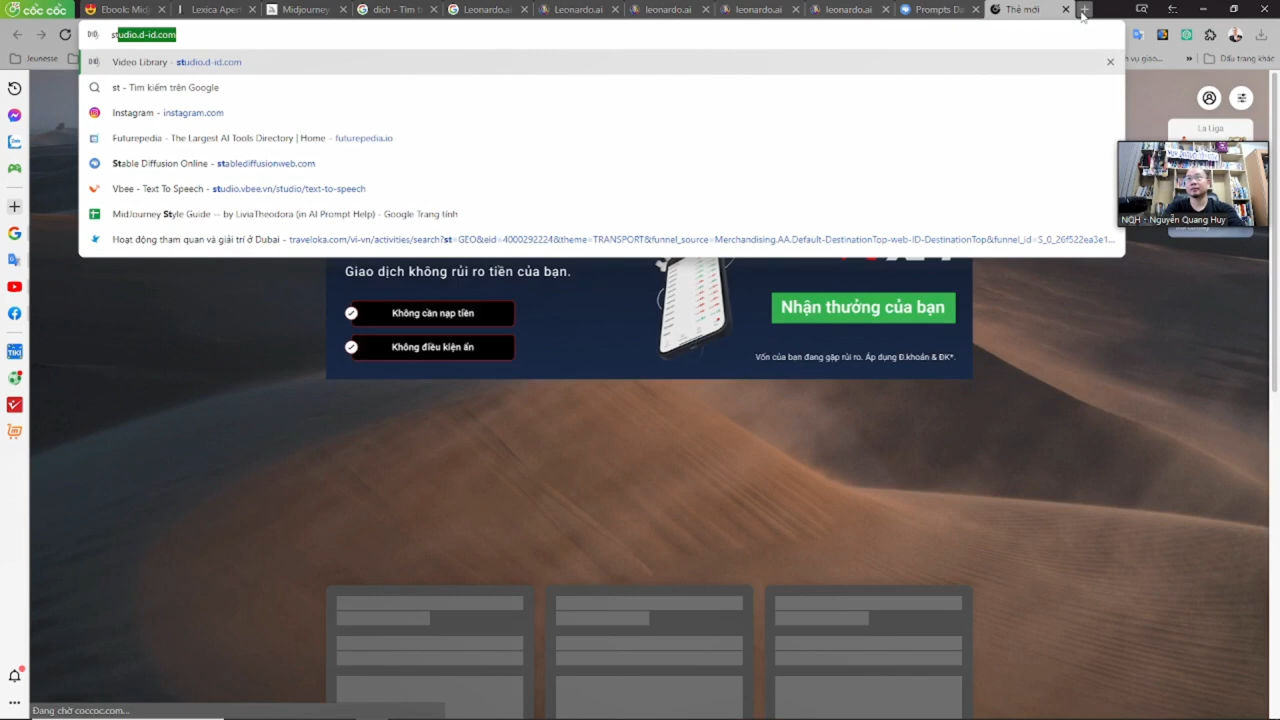 cốc cốc
Ebook: Midj
Lexica Aper
Midjourney
dich - Tìm t
Leonardo.ai
Leonardo.ai
leonardo.ai
leonardo.ai
leonardo.ai
Prompts Da
Thẻ mới
studio.d-id.com
Jeunesse
Dấu trang khác
Video Library - studio.d-id.com
st - Tìm kiếm trên Google
Instagram - instagram.com
Futurepedia - The Largest AI Tools Directory | Home - futurepedia.io
Stable Diffusion Online - stablediffusionweb.com
Vbee - Text To Speech - studio.vbee.vn/studio/text-to-speech
MidJourney Style Guide -- by LiviaTheodora (in AI Prompt Help) - Google Trang tính
Hoạt động tham quan và giải trí ở Dubai - traveloka.com/vi-vn/activities/search?st=GEO&eid=4000292224&theme=TRANSPORT&funnel_source=Merchandising.AA.Default-DestinationTop-web-ID-DestinationTop&funnel_id=S_0_26f522ea3e1...
La Liga
NQH - Nguyễn Quang Huy
Giao dịch không rủi ro tiền của bạn.
Không cần nạp tiền
Không điều kiện ẩn
Nhận thưởng của bạn
Vốn của bạn đang gặp rủi ro. Áp dụng Đ.khoản & ĐK*.
TIKI
Đang chờ coccoc.com...